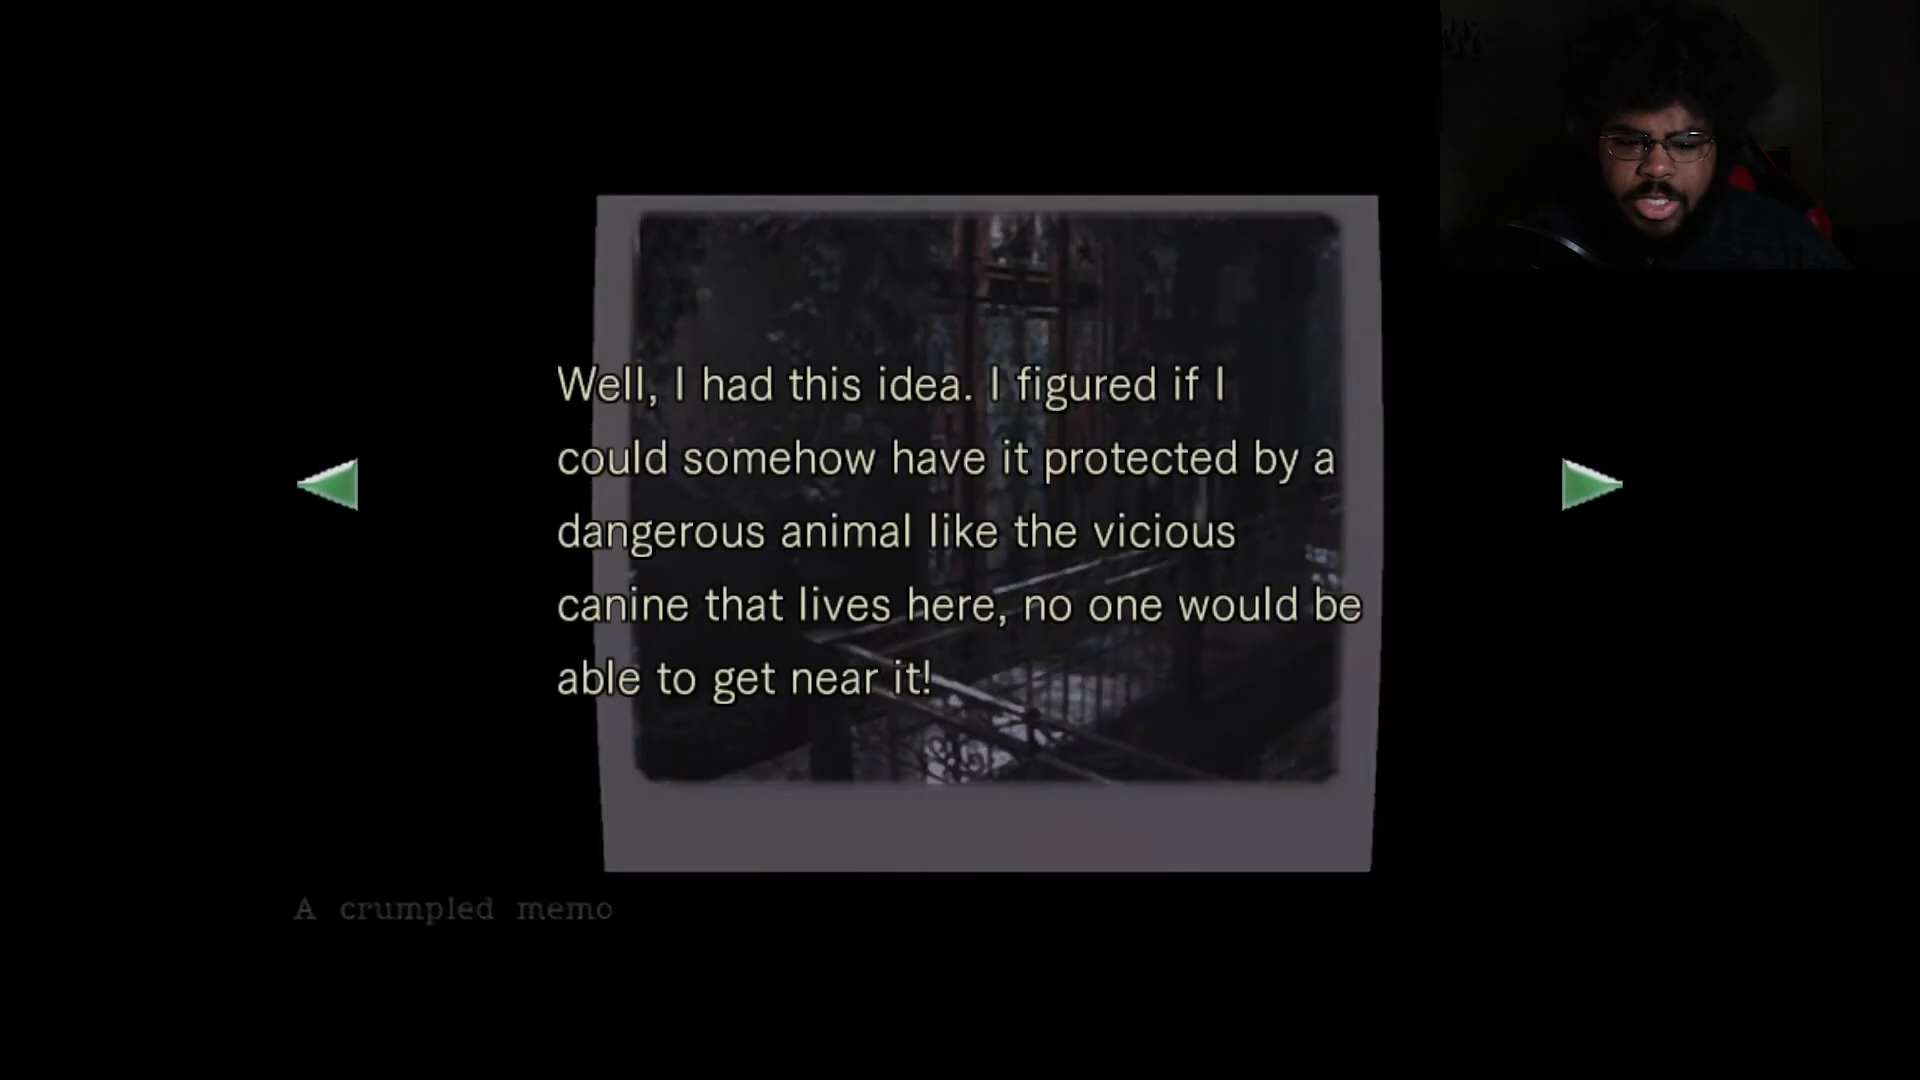 Well, I had this idea. I figured if I
could somehow have it protected by a
dangerous animal like the vicious
canine that lives here, no one would be
able to get near it!
A crumpled memo